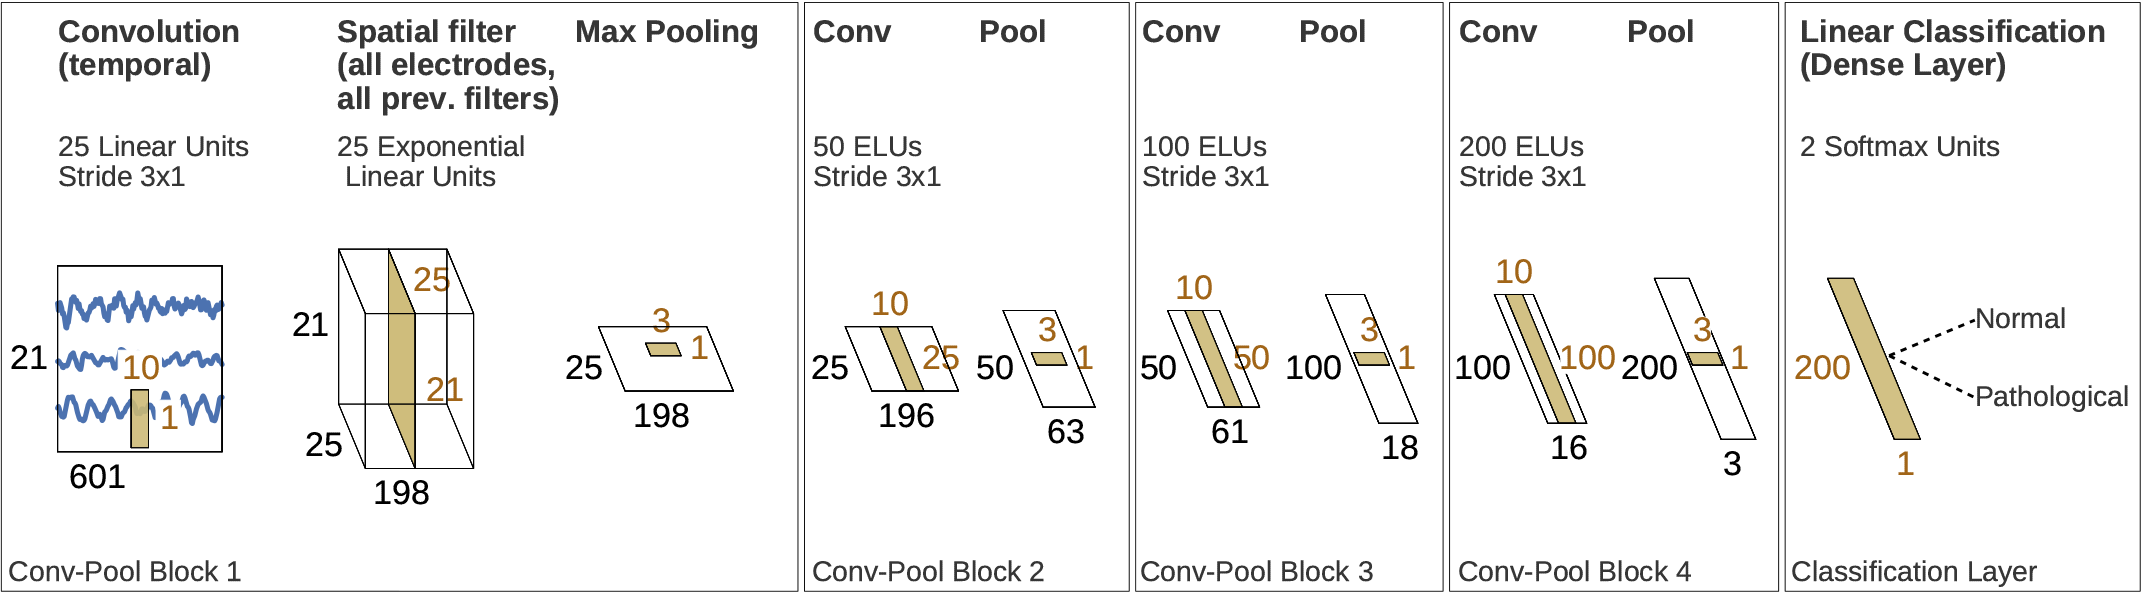 Convolution
(temporal)
25 Linear Units
Stride 3x1
21
10
1
601
Spatial filter
(all electrodes,
all prev. filters)
25 Exponential
Linear Units
25
21
21
25
198
Max Pooling
3
1
25
198
Conv-Pool Block 1
Conv
50 ELUs
Stride 3x1
10
25
25
196
Pool
3
1
50
63
Conv-Pool Block 2
Conv
100 ELUs
Stride 3x1
10
50
50
61
Pool
3
1
100
18
Conv-Pool Block 3
Conv
200 ELUs
Stride 3x1
10
100
100
16
Pool
3
1
200
3
Conv-Pool Block 4
Linear Classification
(Dense Layer)
2 Softmax Units
Normal
200
Pathological
1
Classification Layer